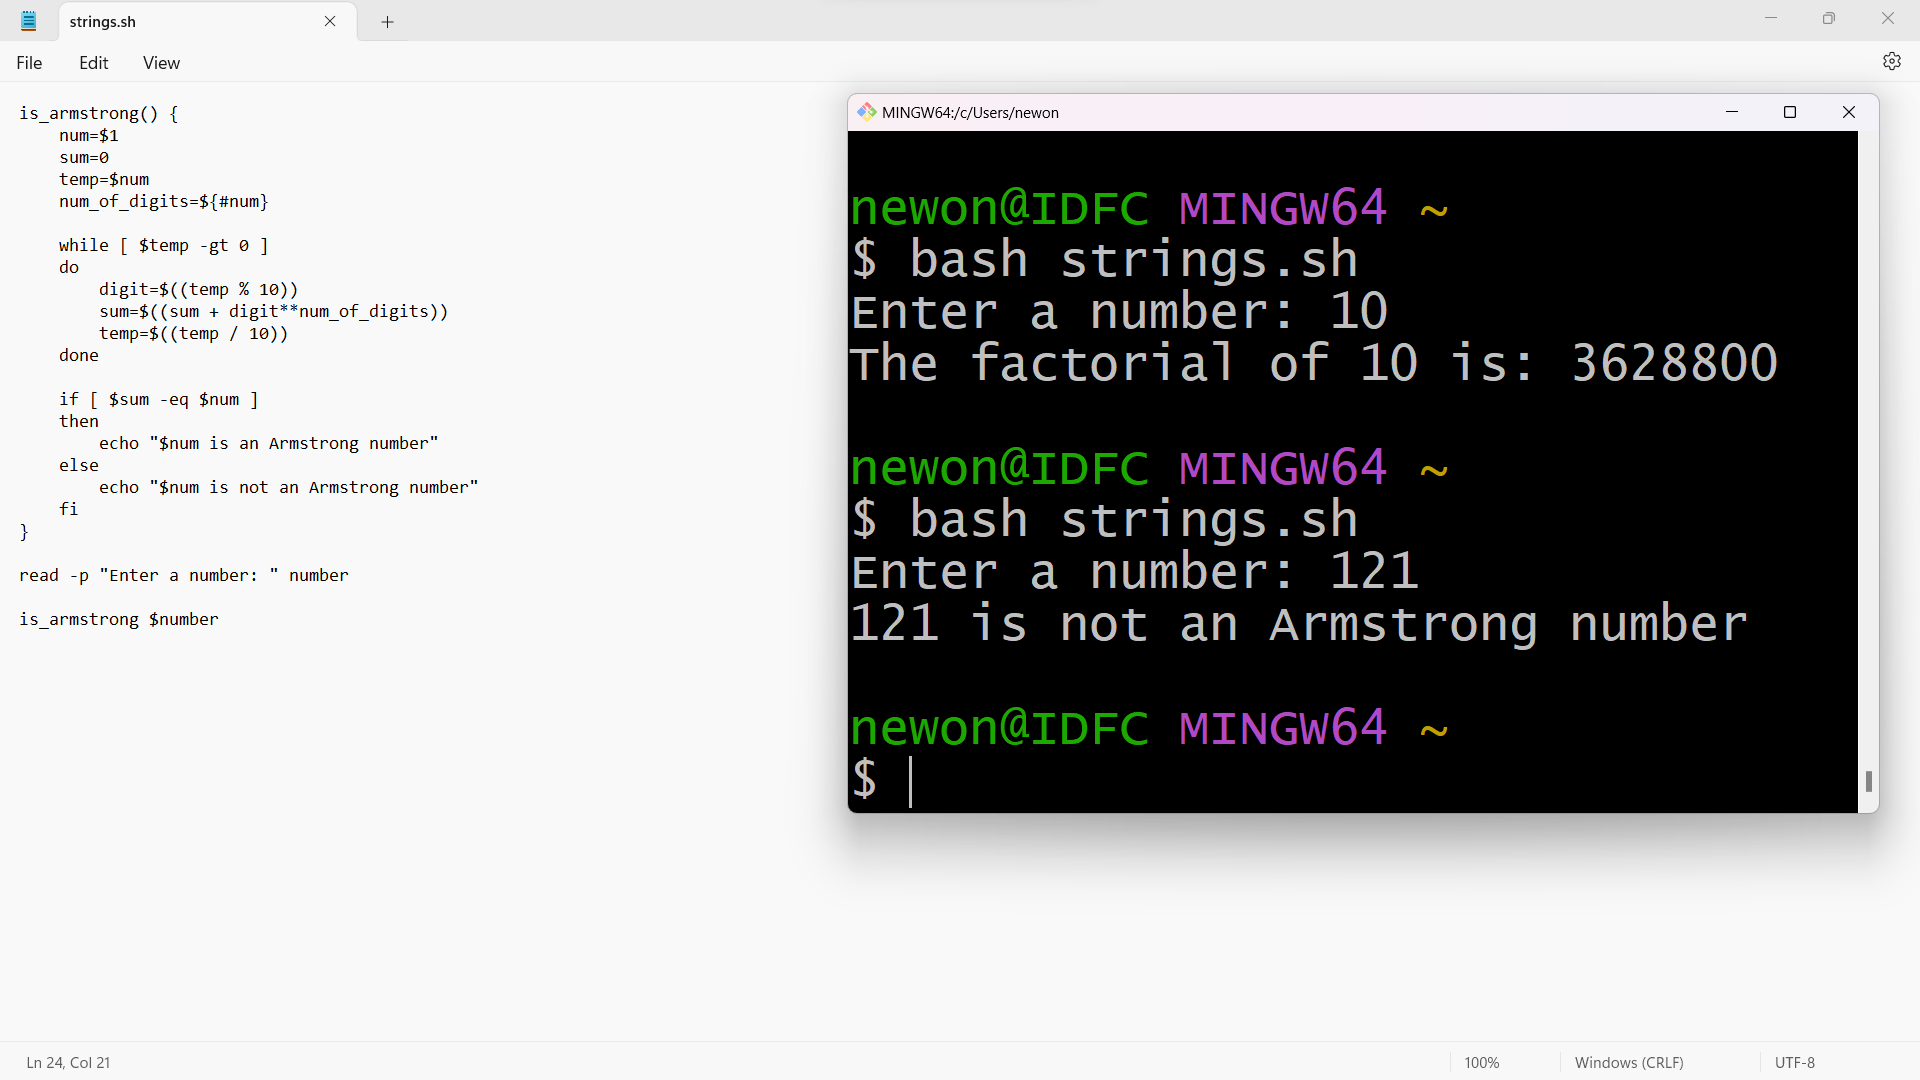 strings.sh
File Edit View
is_armstrong() {
    num=$1
    sum=0
    temp=$num
    num_of_digits=${#num}

    while [ $temp -gt 0 ]
    do
        digit=$((temp % 10))
        sum=$((sum + digit**num_of_digits))
        temp=$((temp / 10))
    done

    if [ $sum -eq $num ]
    then
        echo "$num is an Armstrong number"
    else
        echo "$num is not an Armstrong number"
    fi
}

read -p "Enter a number: " number

is_armstrong $number
MINGW64:/c/Users/newon
newon@IDFC MINGW64 ~
$ bash strings.sh
Enter a number: 10
The factorial of 10 is: 3628800

newon@IDFC MINGW64 ~
$ bash strings.sh
Enter a number: 121
121 is not an Armstrong number

newon@IDFC MINGW64 ~
$
Ln 24, Col 21 100% Windows (CRLF) UTF-8